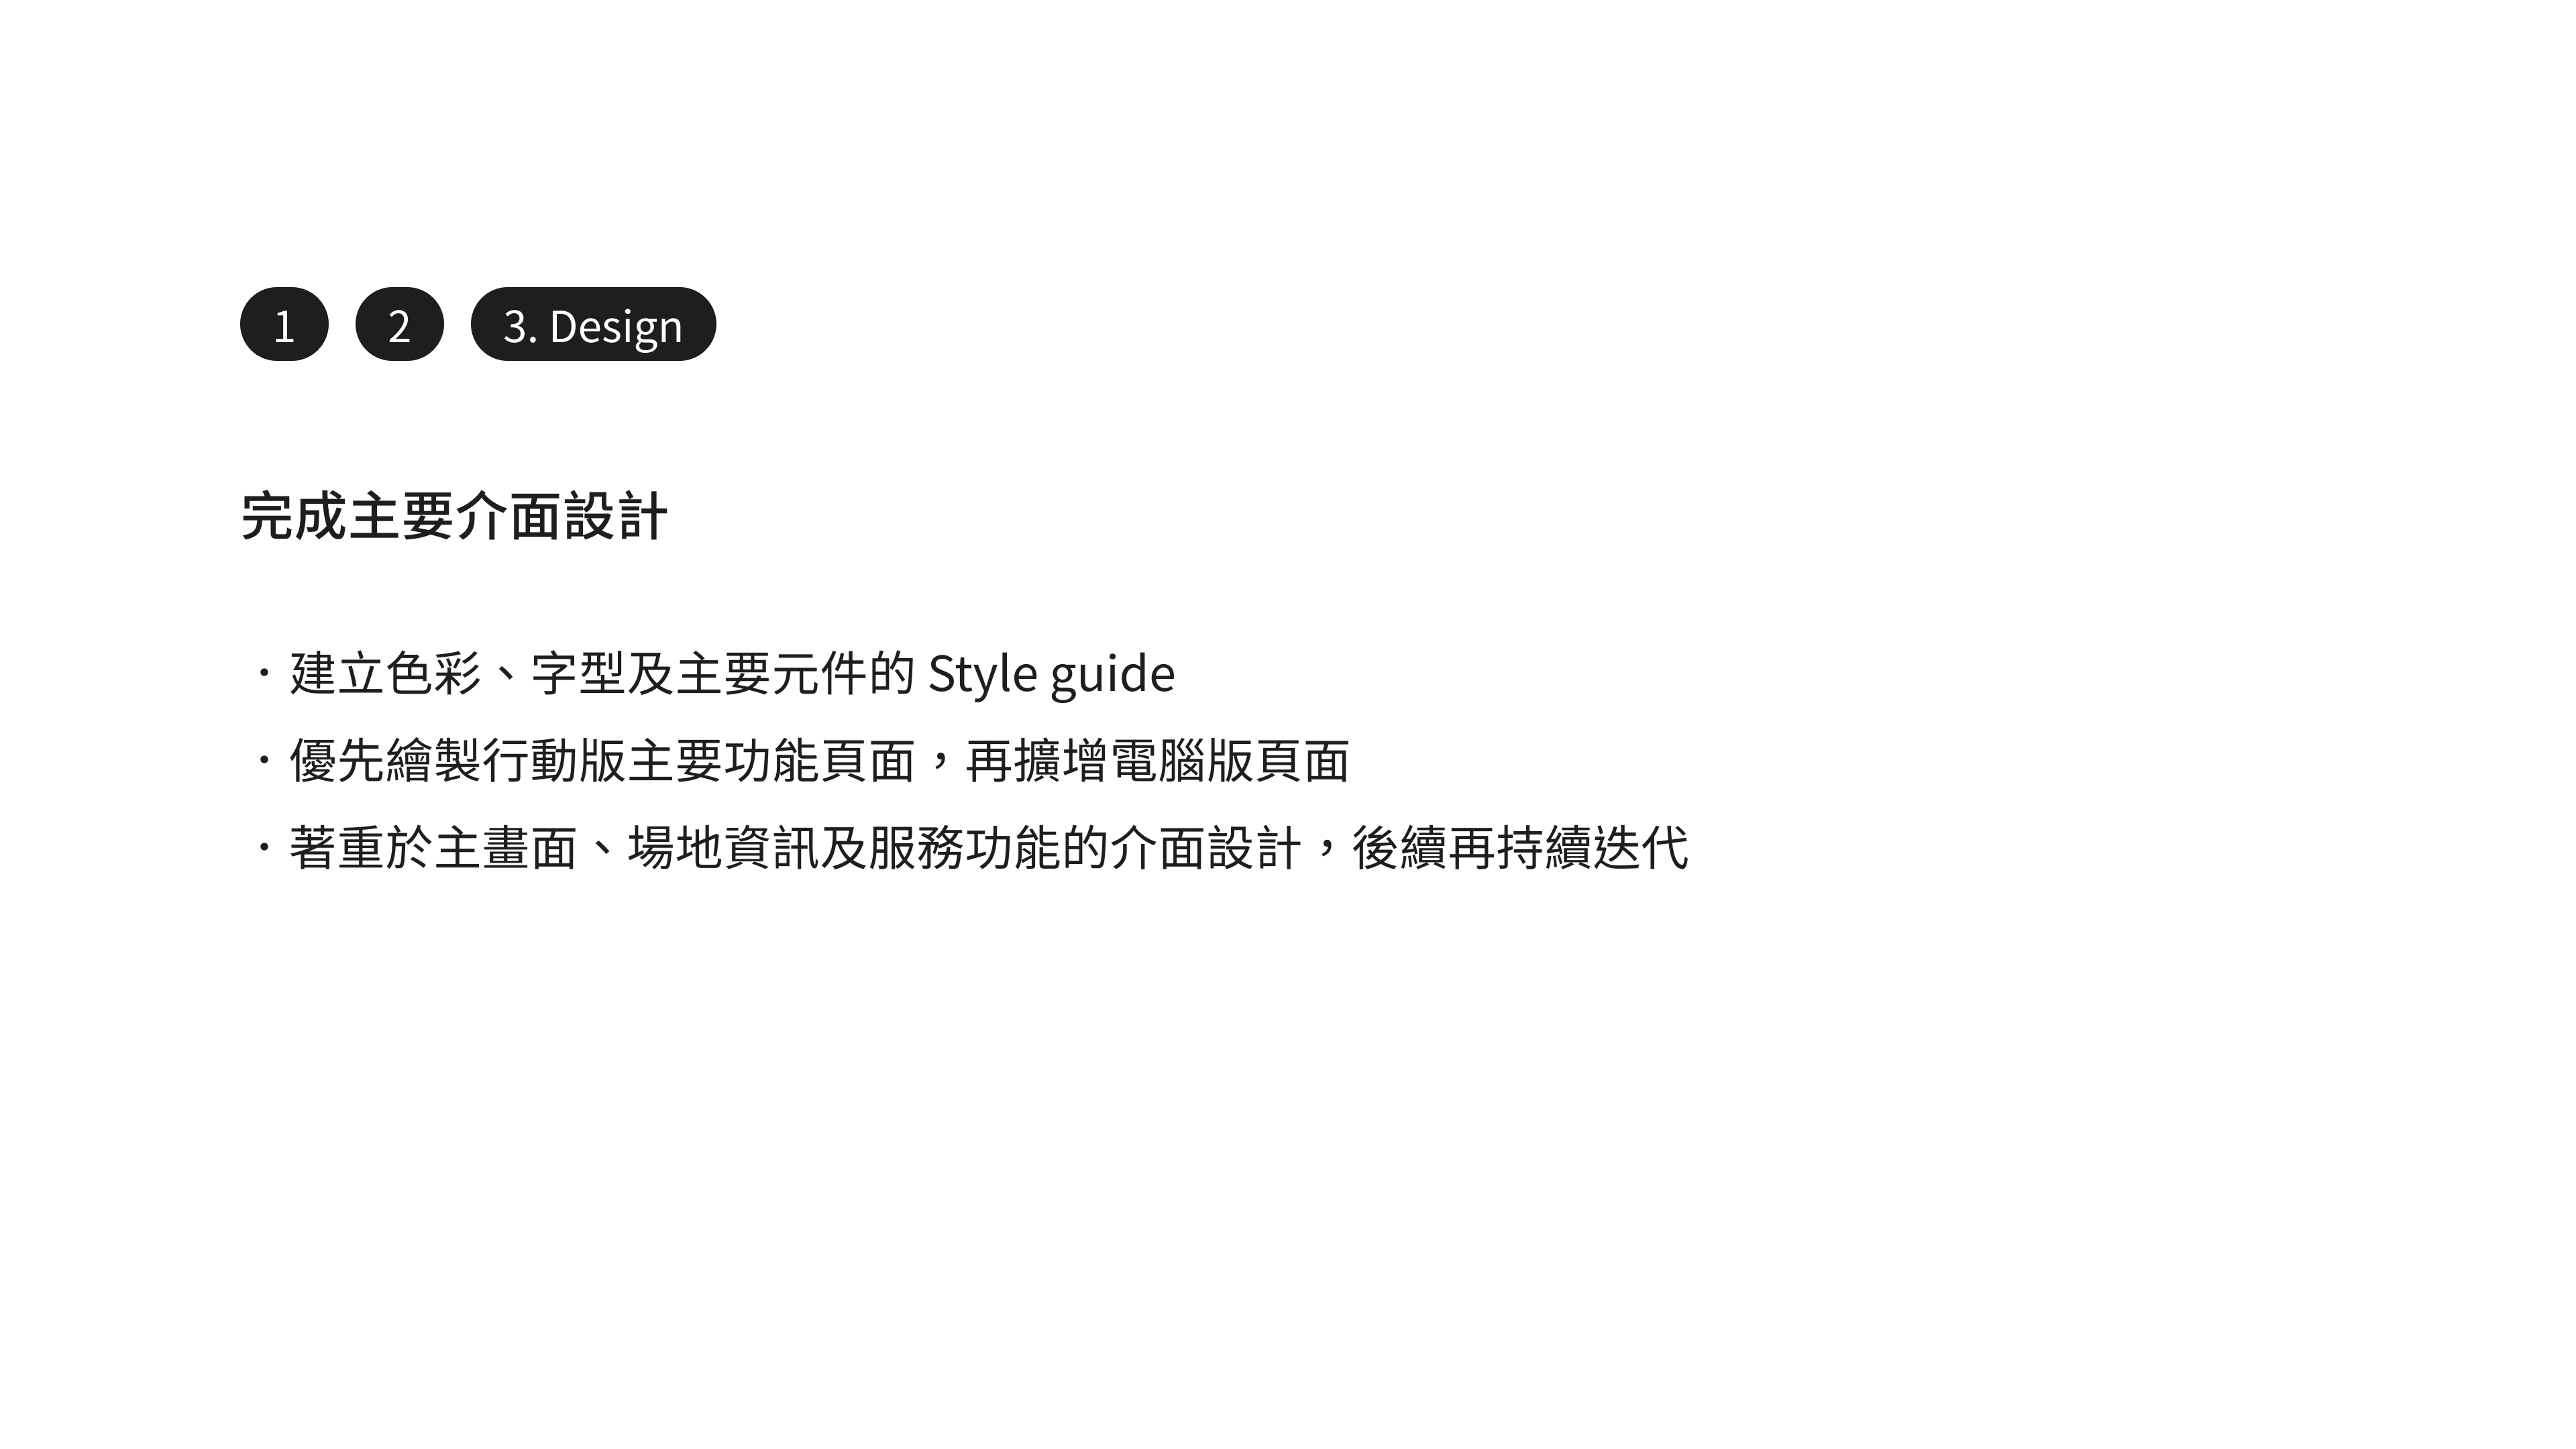 1 2 3. Design
完成主要介面設計
・建立色彩、字型及主要元件的 Style guide
・優先繪製行動版主要功能頁面，再擴增電腦版頁面
・著重於主畫面、場地資訊及服務功能的介面設計，後續再持續迭代